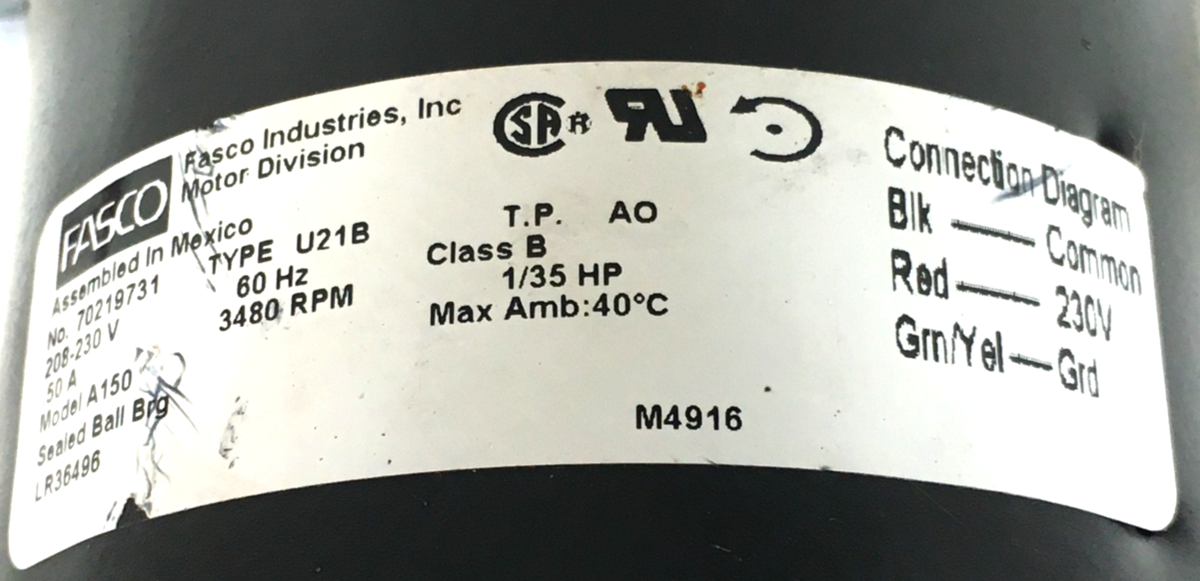 FASCO
Fasco Industries, Inc
Motor Division
Assembled In Mexico
No. 70219731 TYPE U21B
208-230 V 60 Hz
50 A 3480 RPM
Model A150
Sealed Ball Brg
LR36496
SA R
RU
T.P. AO
Class B
1/35 HP
Max Amb:40°C
M4916
Connection Diagram
Blk — Common
Red — 230V
Grn/Yel — Grd